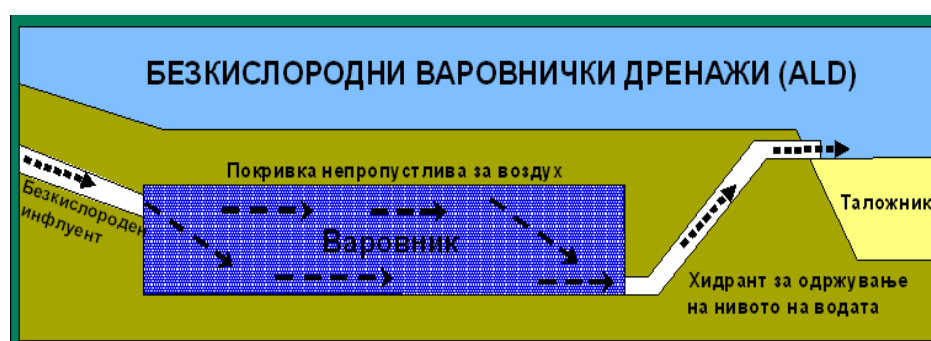 БЕЗКИСЛОРОДНИ ВАРОВНИЧКИ ДРЕНАЖИ (ALD)
Покривка непропустлива за воздух
Безкислороден
инфлуент
Варовник
Таложник
Хидрант за одржување
на нивото на водата